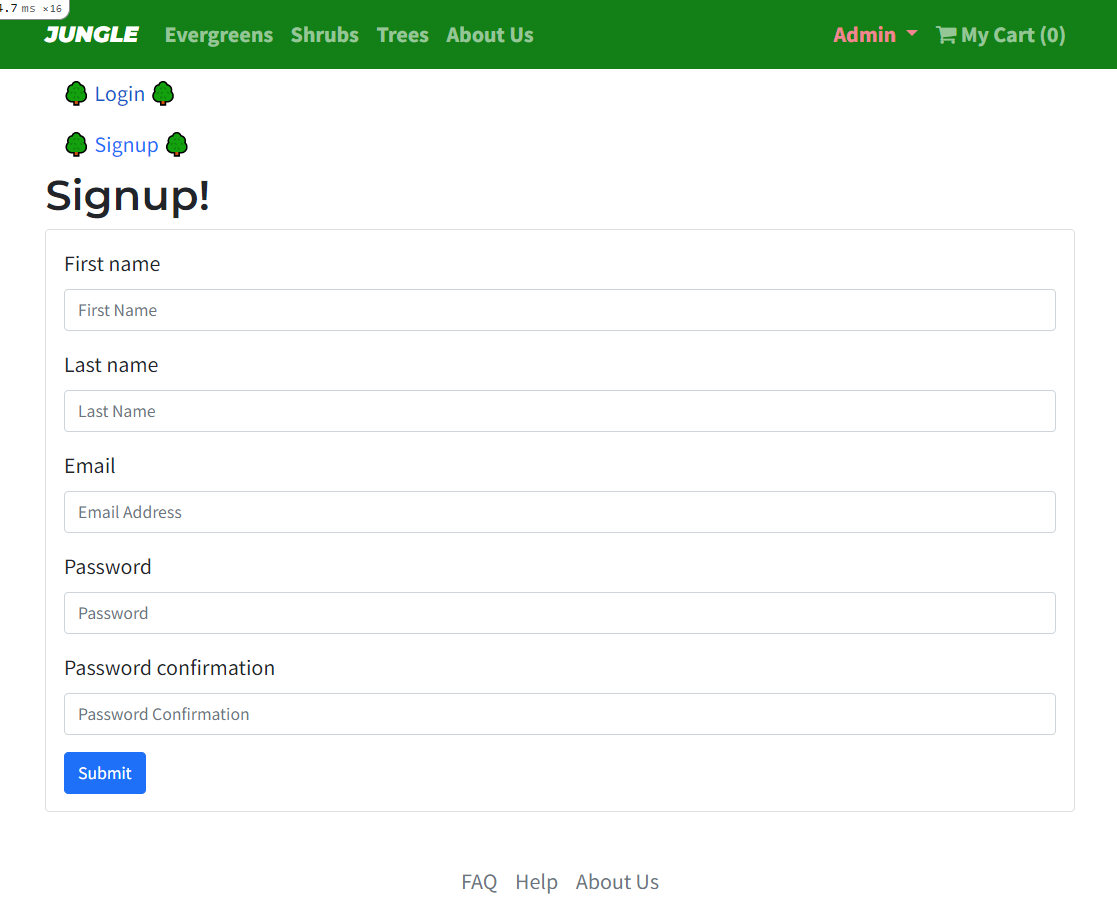 4.7 ms ×16
JUNGLE Evergreens Shrubs Trees About Us Admin My Cart (0)
Login
Signup
Signup!
First name
First Name
Last name
Last Name
Email
Email Address
Password
Password
Password confirmation
Password Confirmation
Submit
FAQ Help About Us